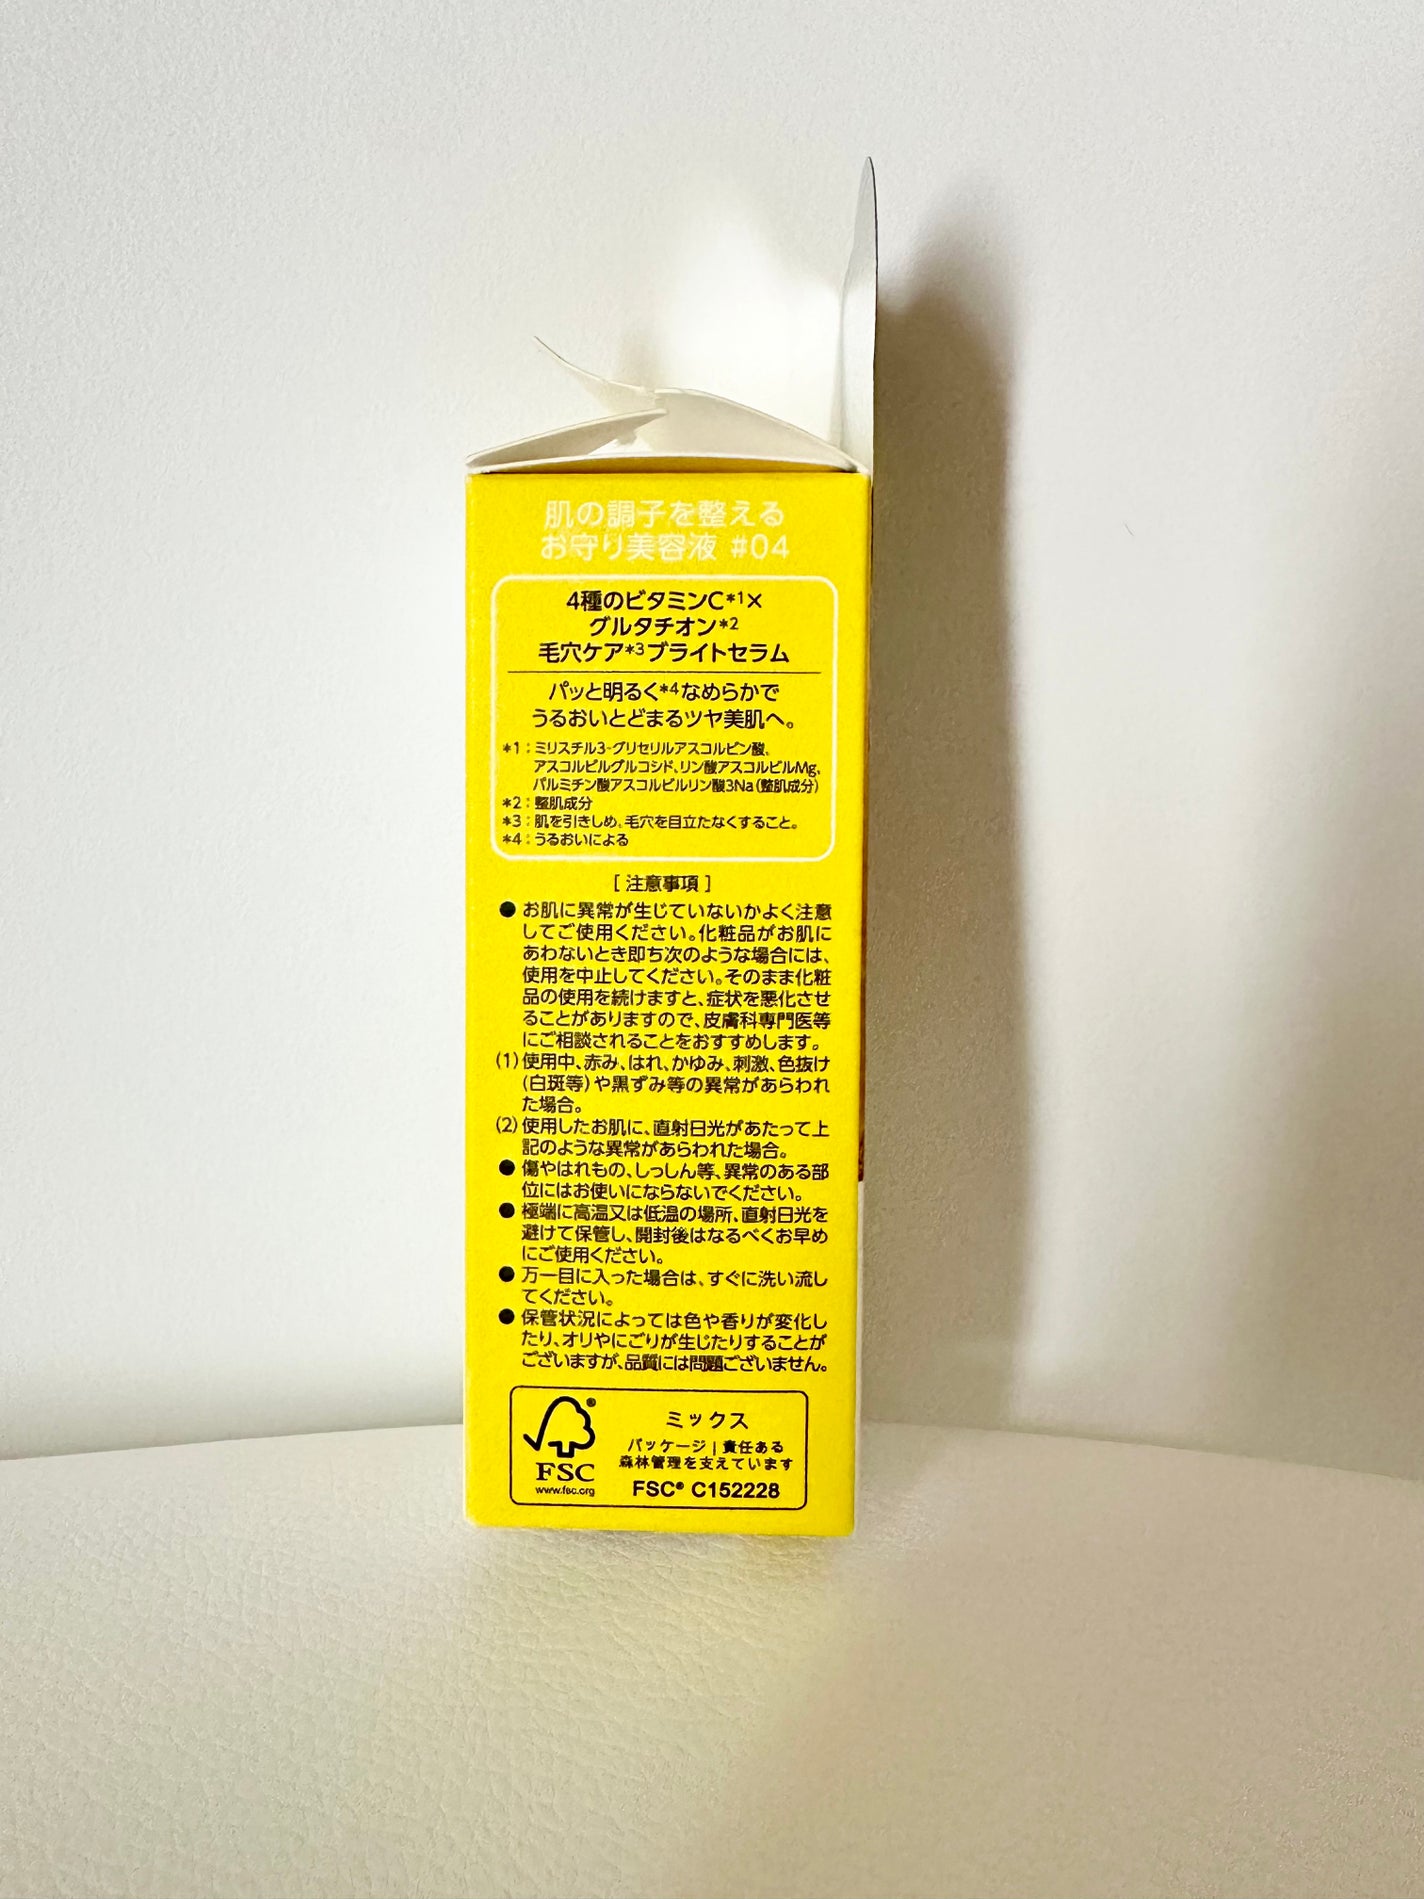 肌の調子を整える
お守り美容液 #04
4種のビタミンC*1×
グルタチオン*2
毛穴ケア*3ブライトセラム
パッと明るく*4なめらかで
うるおいとどまるツヤ美肌へ。
*1：ミリスチル3-グリセリルアスコルビン酸、
アスコルビルグルコシド、リン酸アスコルビルMg、
パルミチン酸アスコルビルリン酸3Na（整肌成分）
*2：整肌成分
*3：肌を引きしめ、毛穴を目立たなくすること。
*4：うるおいによる
［注意事項］
●お肌に異常が生じていないかよく注意
してご使用ください。化粧品がお肌に
あわないとき即ち次のような場合には、
使用を中止してください。そのまま化粧
品の使用を続けますと、症状を悪化させ
ることがありますので、皮膚科専門医等
にご相談されることをおすすめします。
(1)使用中、赤み、はれ、かゆみ、刺激、色抜け
(白斑等)や黒ずみ等の異常があらわれ
た場合。
(2)使用したお肌に、直射日光があたって上
記のような異常があらわれた場合。
●傷やはれもの、しっしん等、異常のある部
位にはお使いにならないでください。
●極端に高温又は低温の場所、直射日光を
避けて保管し、開封後はなるべくお早め
にご使用ください。
●万一目に入った場合は、すぐに洗い流し
てください。
●保管状況によっては色や香りが変化し
たり、オリやにごりが生じたりすることが
ございますが、品質には問題ございません。
FSC
www.fsc.org
ミックス
パッケージ | 責任ある
森林管理を支えています
FSC® C152228